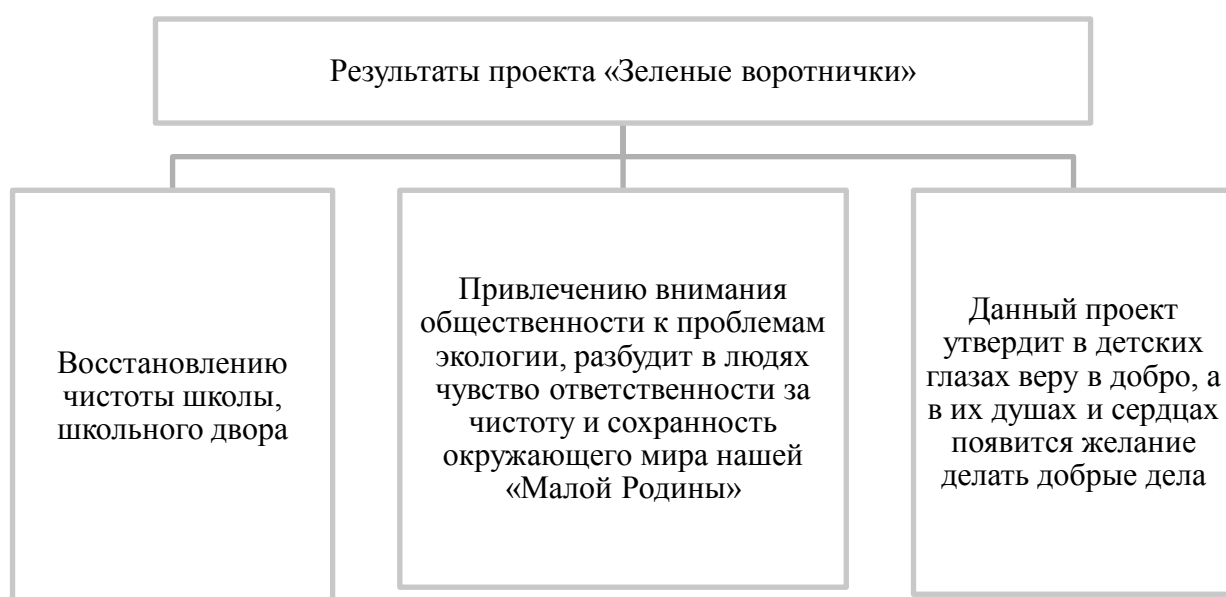 Результаты проекта «Зеленые воротнички»
Восстановлению
чистоты школы,
школьного двора
Привлечению внимания
общественности к проблемам
экологии, разбудит в людях
чувство ответственности за
чистоту и сохранность
окружающего мира нашей
«Малой Родины»
Данный проект
утвердит в детских
глазах веру в добро, а
в их душах и сердцах
появится желание
делать добрые дела